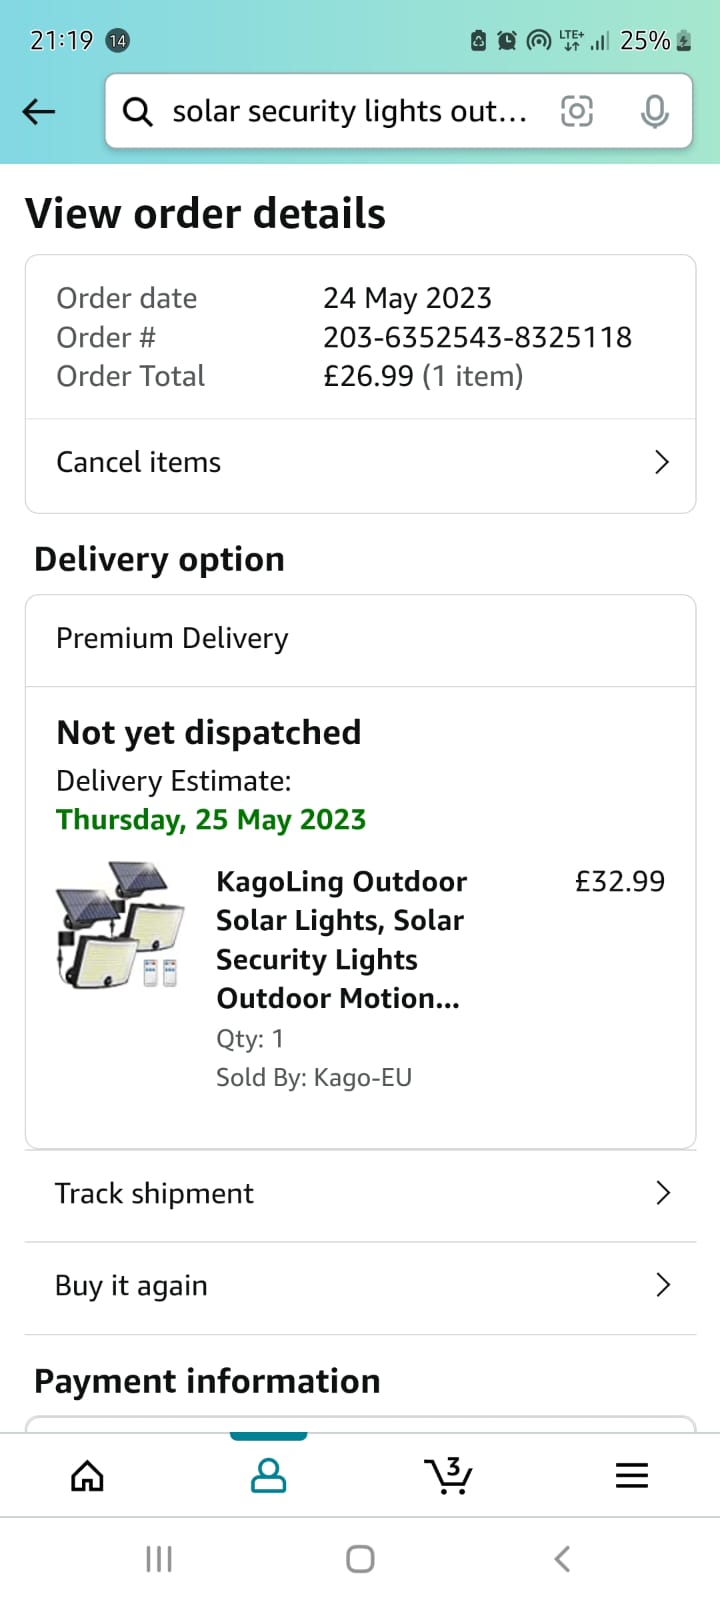 21:19 14 LTE+ 25%
solar security lights out...
View order details
Order date 24 May 2023
Order # 203-6352543-8325118
Order Total £26.99 (1 item)
Cancel items
Delivery option
Premium Delivery
Not yet dispatched
Delivery Estimate:
Thursday, 25 May 2023
KagoLing Outdoor £32.99
Solar Lights, Solar
Security Lights
Outdoor Motion...
Qty: 1
Sold By: Kago-EU
Track shipment
Buy it again
Payment information
3